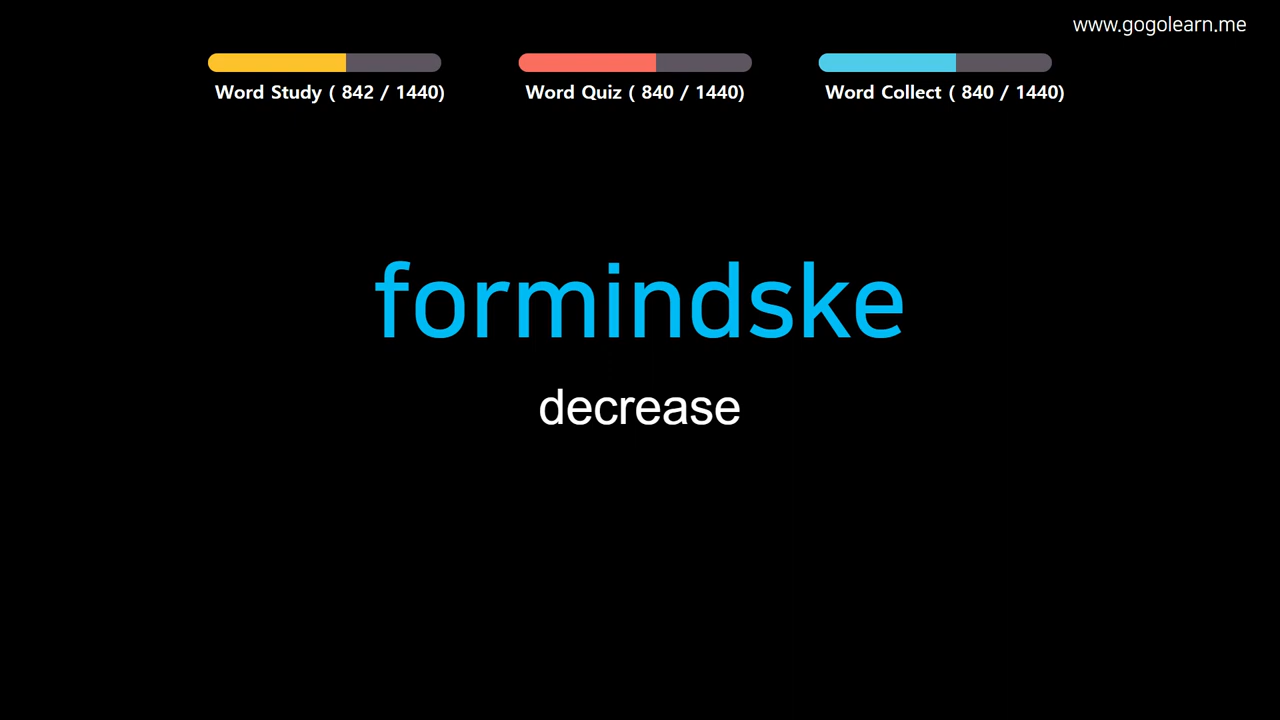 www.gogolearn.me
Word Study ( 842 / 1440)
Word Quiz ( 840 / 1440)
Word Collect ( 840 / 1440)
formindske
decrease